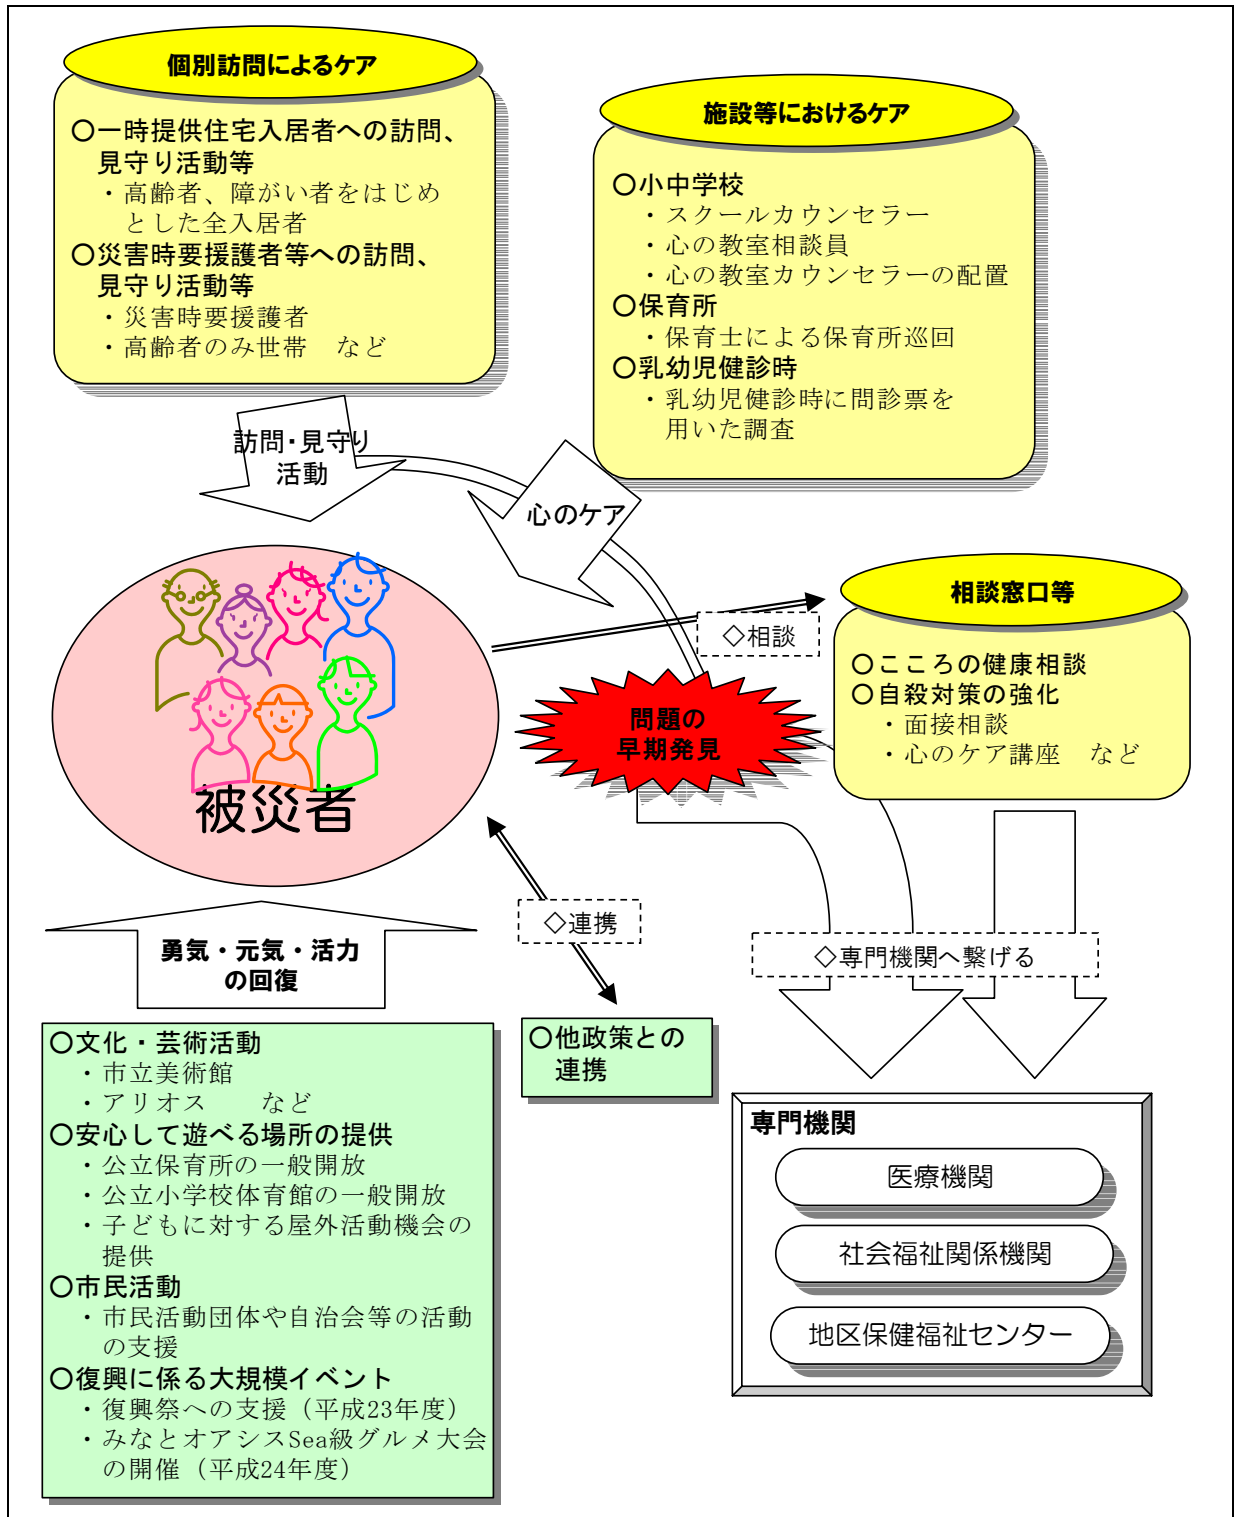 個別訪問によるケア
〇一時提供住宅入居者への訪問、
見守り活動等
・高齢者、障がい者をはじめ
とした全入居者
〇災害時要援護者等への訪問、
見守り活動等
・災害時要援護者
・高齢者のみ世帯　など
施設等におけるケア
〇小中学校
・スクールカウンセラー
・心の教室相談員
・心の教室カウンセラーの配置
〇保育所
・保育士による保育所巡回
〇乳幼児健診時
・乳幼児健診時に問診票を
用いた調査
訪問・見守り
活動
心のケア
相談窓口等
〇こころの健康相談
〇自殺対策の強化
・面接相談
・心のケア講座　など
◇相談
問題の
早期発見
被災者
◇連携
◇専門機関へ繋げる
勇気・元気・活力
の回復
〇文化・芸術活動
・市立美術館
・アリオス　　など
〇安心して遊べる場所の提供
・公立保育所の一般開放
・公立小学校体育館の一般開放
・子どもに対する屋外活動機会の
提供
〇市民活動
・市民活動団体や自治会等の活動
の支援
〇復興に係る大規模イベント
・復興祭への支援（平成23年度）
・みなとオアシスSea級グルメ大会
の開催（平成24年度）
〇他政策との
連携
専門機関
医療機関
社会福祉関係機関
地区保健福祉センター